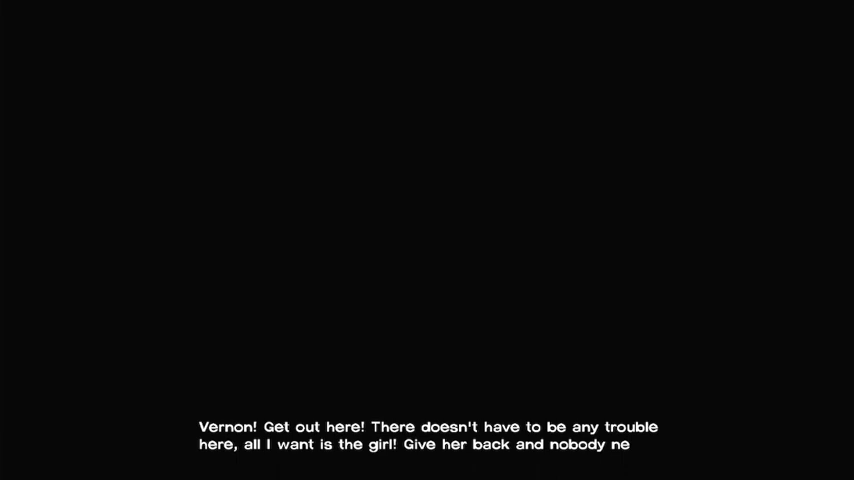 Vernon! Get out here! There doesn't have to be any trouble
here, all I want is the girl! Give her back and nobody ne